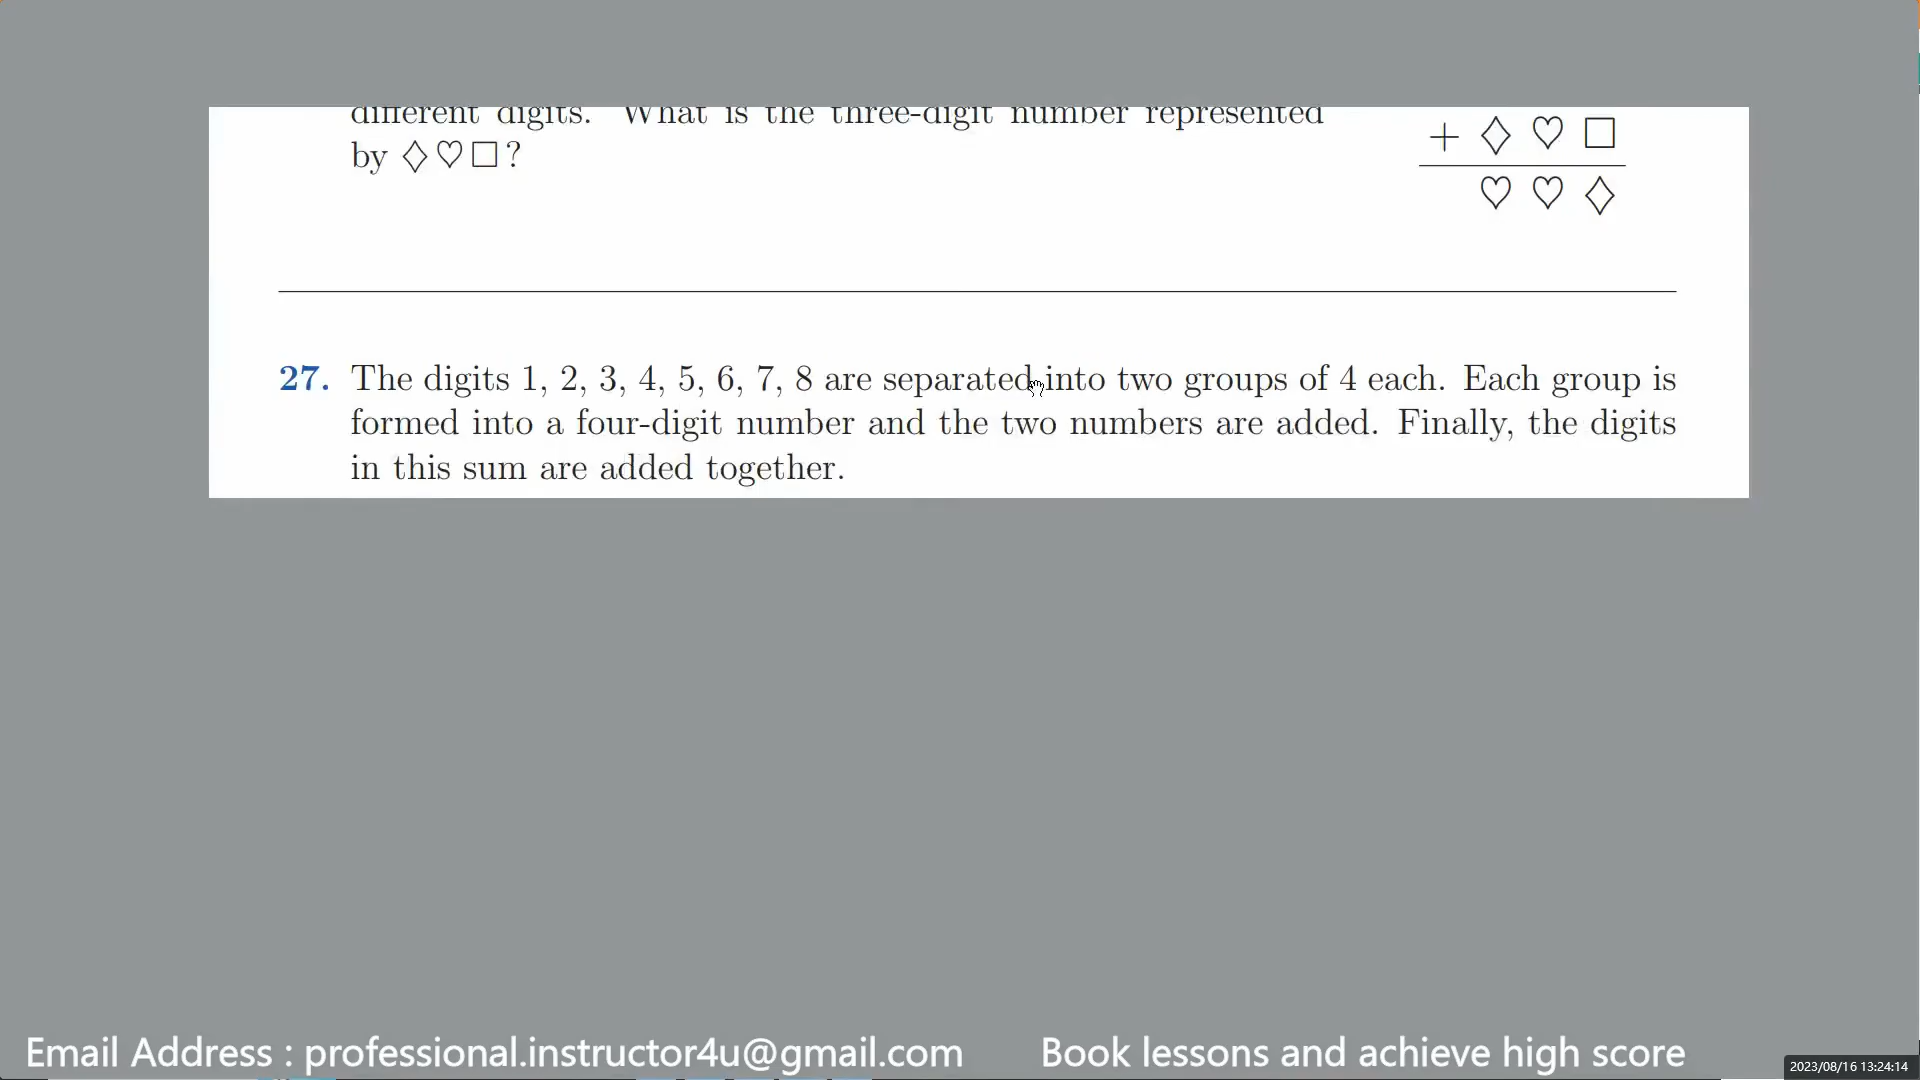 different digits. What is the three-digit number represented
by ♢♡□?
+ ♢ ♡ □
♡ ♡ ♢
27. The digits 1, 2, 3, 4, 5, 6, 7, 8 are separated into two groups of 4 each. Each group is
formed into a four-digit number and the two numbers are added. Finally, the digits
in this sum are added together.
Email Address : professional.instructor4u@gmail.com Book lessons and achieve high score
2023/08/16 13:24:14